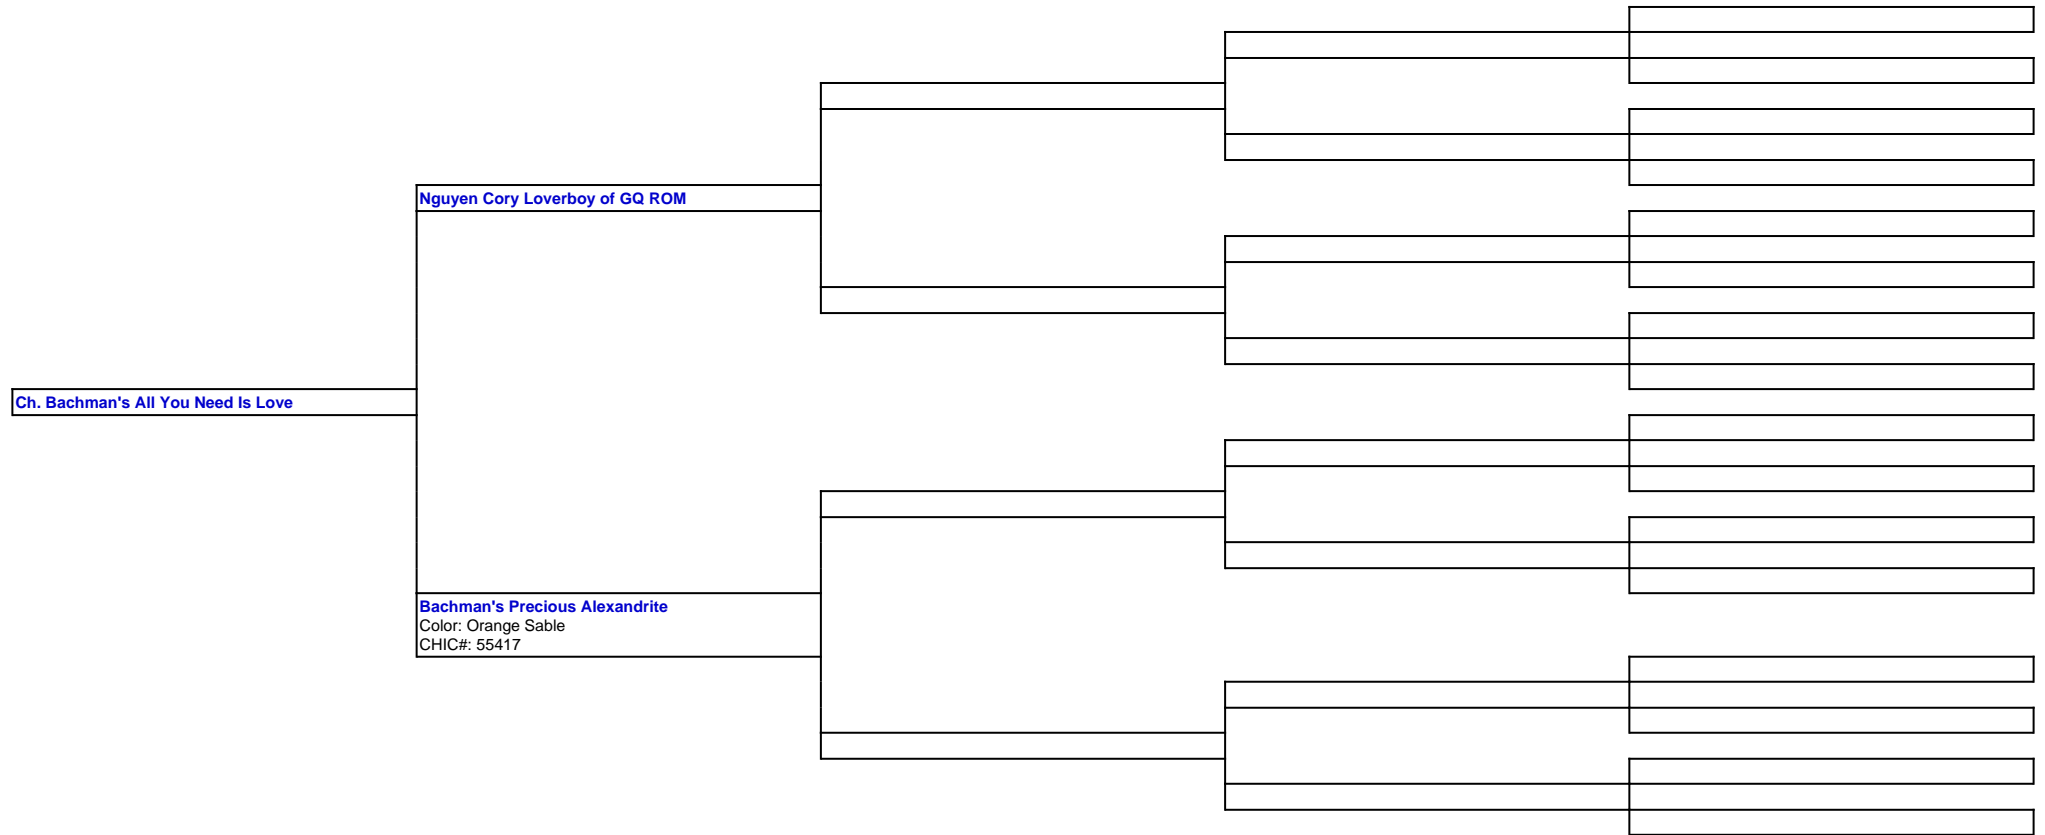 Nguyen Cory Loverboy of GQ ROM
Ch. Bachman's All You Need Is Love
Bachman's Precious Alexandrite
Color: Orange Sable
CHIC#: 55417